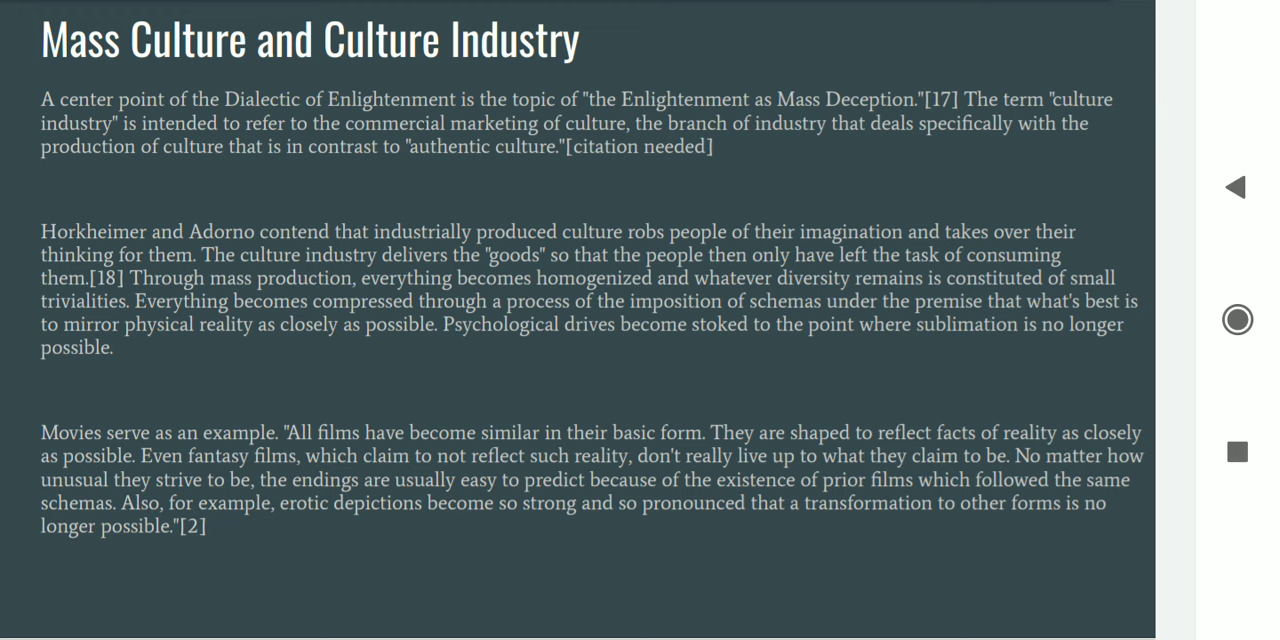 Mass Culture and Culture Industry
A center point of the Dialectic of Enlightenment is the topic of "the Enlightenment as Mass Deception."[17] The term "culture
industry" is intended to refer to the commercial marketing of culture, the branch of industry that deals specifically with the
production of culture that is in contrast to "authentic culture."[citation needed]
Horkheimer and Adorno contend that industrially produced culture robs people of their imagination and takes over their
thinking for them. The culture industry delivers the "goods" so that the people then only have left the task of consuming
them.[18] Through mass production, everything becomes homogenized and whatever diversity remains is constituted of small
trivialities. Everything becomes compressed through a process of the imposition of schemas under the premise that what's best is
to mirror physical reality as closely as possible. Psychological drives become stoked to the point where sublimation is no longer
possible.
Movies serve as an example. "All films have become similar in their basic form. They are shaped to reflect facts of reality as closely
as possible. Even fantasy films, which claim to not reflect such reality, don't really live up to what they claim to be. No matter how
unusual they strive to be, the endings are usually easy to predict because of the existence of prior films which followed the same
schemas. Also, for example, erotic depictions become so strong and so pronounced that a transformation to other forms is no
longer possible."[2]